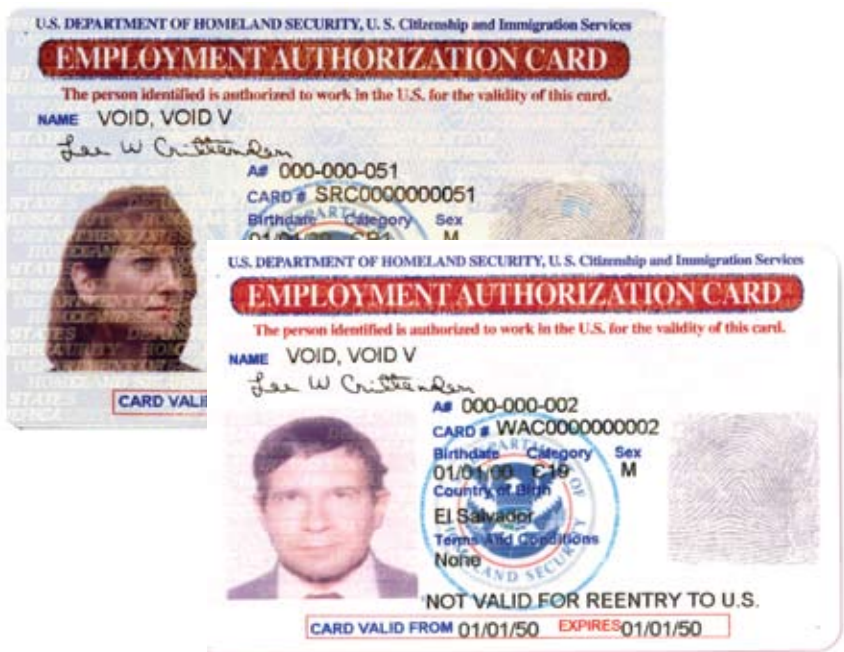 U.S. DEPARTMENT OF HOMELAND SECURITY, U. S. Citizenship and Immigration Services
EMPLOYMENT AUTHORIZATION CARD
The person identified is authorized to work in the U.S. for the validity of this card.
NAME VOID, VOID V
Lee W Crittenden
A# 000-000-051
CARD # SRC0000000051
Birthdate Category Sex
M
CARD VALI
U.S. DEPARTMENT OF HOMELAND SECURITY, U. S. Citizenship and Immigration Services
EMPLOYMENT AUTHORIZATION CARD
The person identified is authorized to work in the U.S. for the validity of this card.
NAME VOID, VOID V
Lee W Crittenden
A# 000-000-002
CARD # WAC0000000002
Birthdate Category Sex
01/01/00 C19 M
Country of Birth
El Salvador
Terms And Conditions
None
NOT VALID FOR REENTRY TO U.S.
CARD VALID FROM 01/01/50 EXPIRES 01/01/50